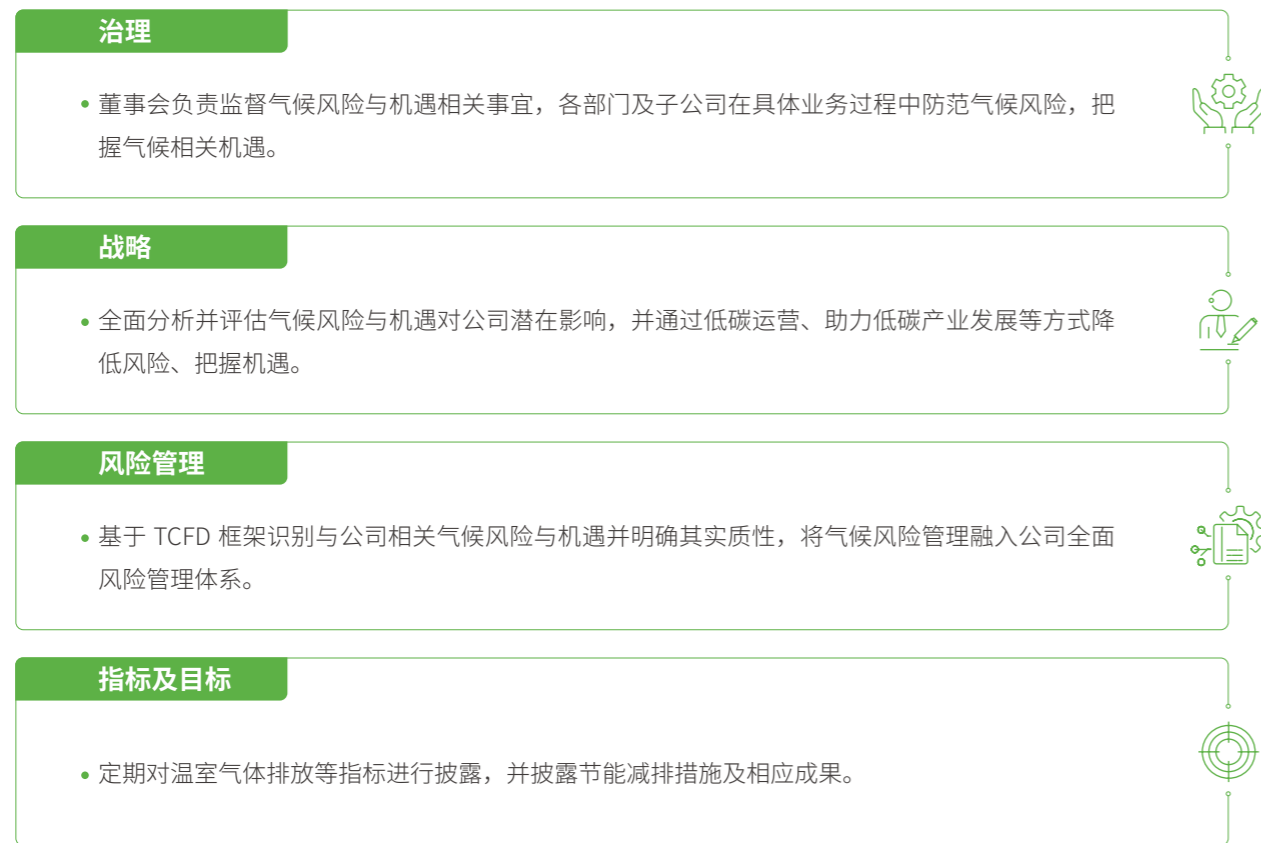 治理
董事会负责监督气候风险与机遇相关事宜，各部门及子公司在具体业务过程中防范气候风险，把
握气候相关机遇。
战略
全面分析并评估气候风险与机遇对公司潜在影响，并通过低碳运营、助力低碳产业发展等方式降
低风险、把握机遇。
风险管理
基于 TCFD 框架识别与公司相关气候风险与机遇并明确其实质性，将气候风险管理融入公司全面
风险管理体系。
指标及目标
定期对温室气体排放等指标进行披露，并披露节能减排措施及相应成果。